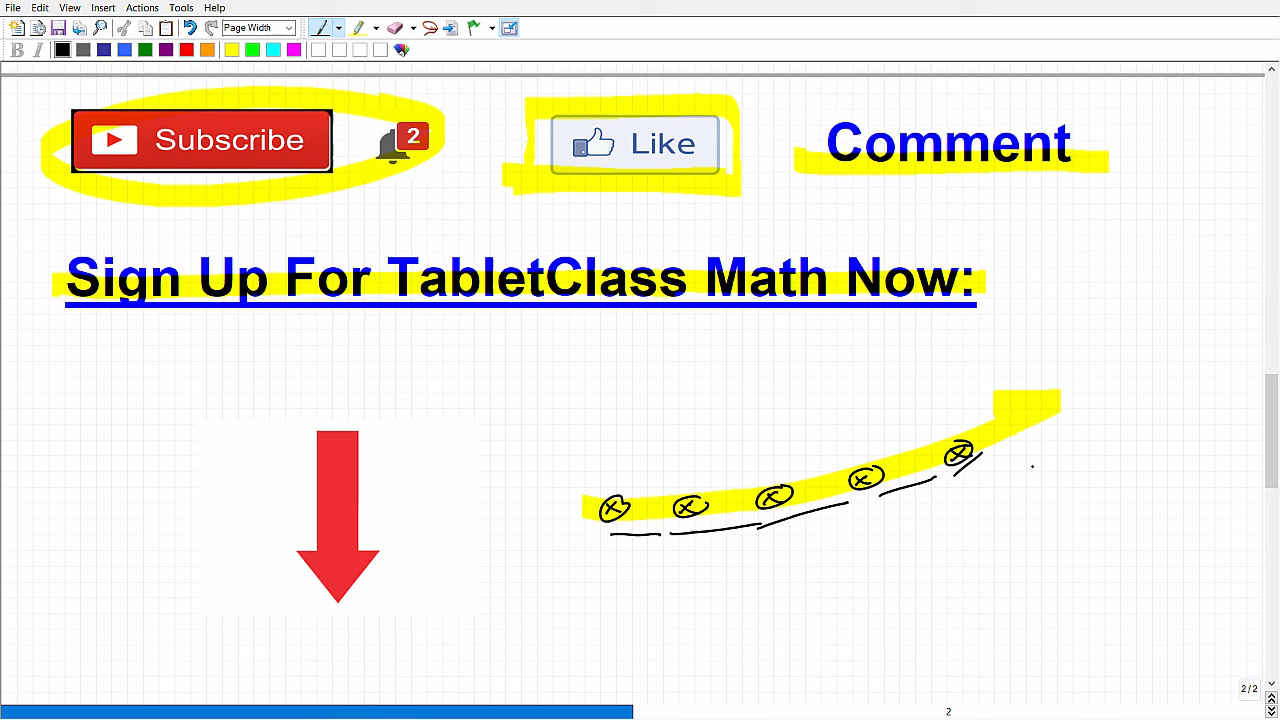 File Edit View Insert Actions Tools Help
Page Width
B I
Subscribe 2 Like Comment
Sign Up For TabletClass Math Now:
x x x x x
2/2
2